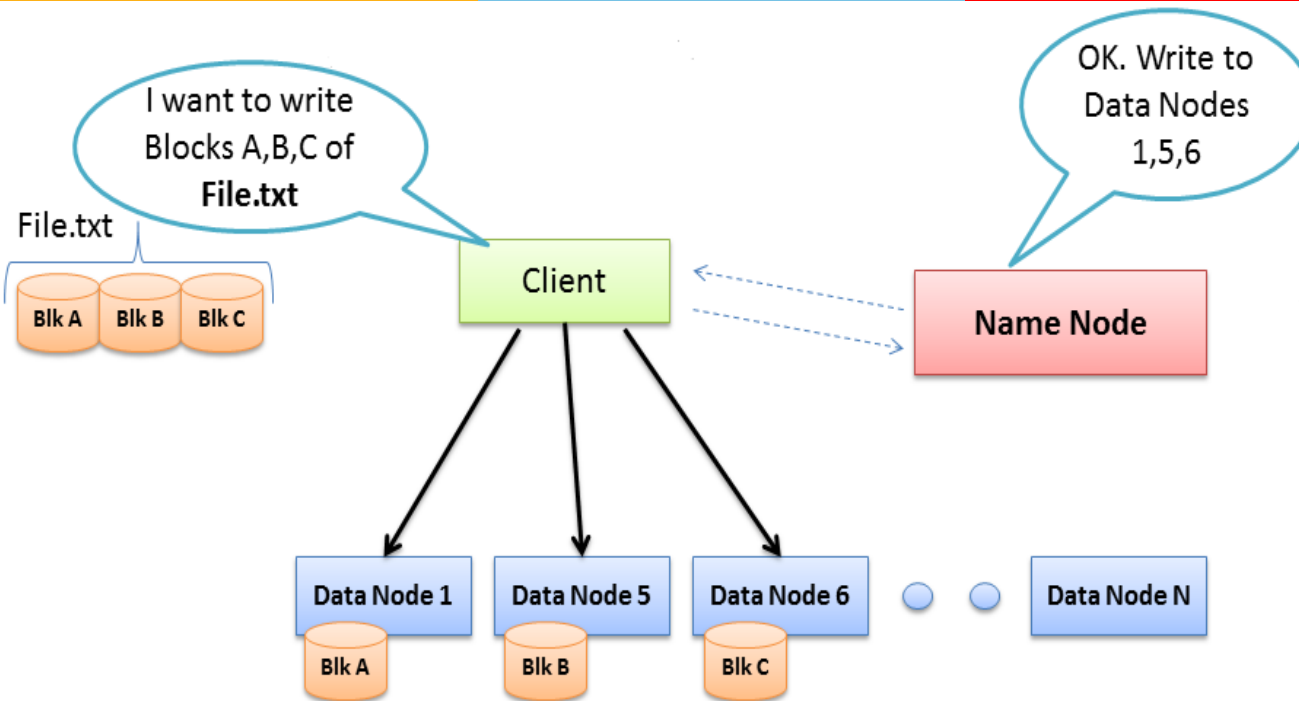 I want to write
Blocks A,B,C of
File.txt
OK. Write to
Data Nodes
1,5,6
File.txt
Blk A
Blk B
Blk C
Client
Name Node
Data Node 1
Data Node 5
Data Node 6
Data Node N
Blk A
Blk B
Blk C